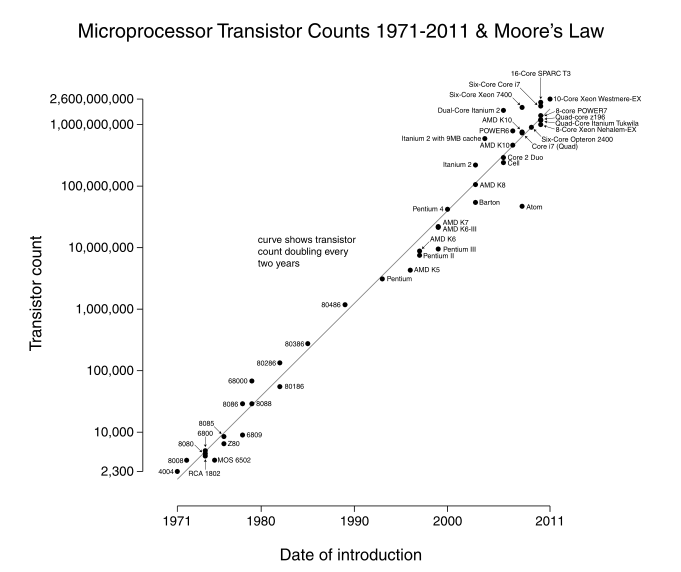 Microprocessor Transistor Counts 1971-2011 & Moore's Law
16-Core SPARC T3
Six-Core Core i7
Six-Core Xeon 7400
10-Core Xeon Westmere-EX
Dual-Core Itanium 2
8-core POWER7
Quad-core z196
AMD K10
Quad-Core Itanium Tukwila
POWER6
8-Core Xeon Nehalem-EX
Itanium 2 with 9MB cache
Six-Core Opteron 2400
AMD K10
Core i7 (Quad)
Core 2 Duo
Itanium 2
Cell
AMD K8
Pentium 4
Barton
Atom
AMD K7
AMD K6-III
curve shows transistor
count doubling every
two years
AMD K6
Pentium III
Pentium II
AMD K5
Pentium
80486
80386
80286
68000
80186
8086
8088
8085
6800
6809
8080
Z80
8008
MOS 6502
4004
RCA 1802
2,600,000,000
1,000,000,000
100,000,000
10,000,000
1,000,000
100,000
10,000
2,300
Transistor count
1971
1980
1990
2000
2011
Date of introduction